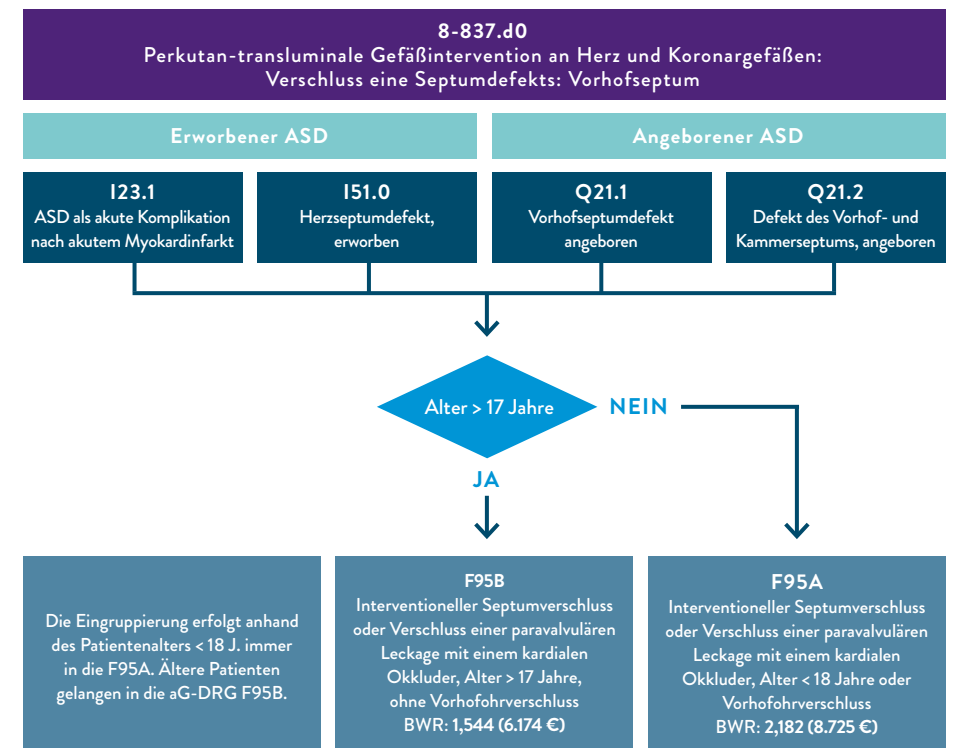 8-837.d0
Perkutan-transluminale Gefäßintervention an Herz und Koronargefäßen:
Verschluss eine Septumdefekts: Vorhofseptum
Erworbener ASD
Angeborener ASD
I23.1
ASD als akute Komplikation
nach akutem Myokardinfarkt
I51.0
Herzseptumdefekt,
erworben
Q21.1
Vorhofseptumdefekt
angeboren
Q21.2
Defekt des Vorhof- und
Kammerseptums, angeboren
Alter > 17 Jahre
NEIN
JA
Die Eingruppierung erfolgt anhand
des Patientenalters < 18 J. immer
in die F95A. Ältere Patienten
gelangen in die aG-DRG F95B.
F95B
Interventioneller Septumverschluss
oder Verschluss einer paravalvulären
Leckage mit einem kardialen
Okkluder, Alter > 17 Jahre,
ohne Vorhofohrverschluss
BWR: 1,544 (6.174 €)
F95A
Interventioneller Septumverschluss
oder Verschluss einer paravalvulären
Leckage mit einem kardialen
Okkluder, Alter < 18 Jahre oder
Vorhofohrverschluss
BWR: 2,182 (8.725 €)